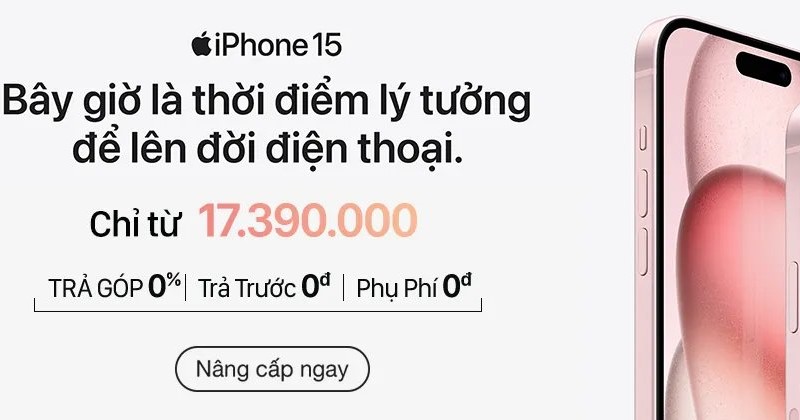 iPhone 15
Bây giờ là thời điểm lý tưởng
để lên đời điện thoại.
Chỉ từ 17.390.000
TRẢ GÓP 0% | Trả Trước 0đ | Phụ Phí 0đ
Nâng cấp ngay